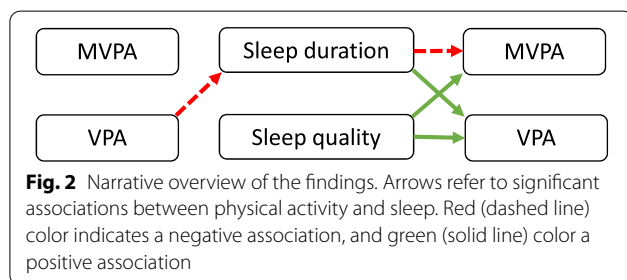 MVPA
Sleep duration
MVPA
VPA
Sleep quality
VPA
Fig. 2 Narrative overview of the findings. Arrows refer to significant
associations between physical activity and sleep. Red (dashed line)
color indicates a negative association, and green (solid line) color a
positive association